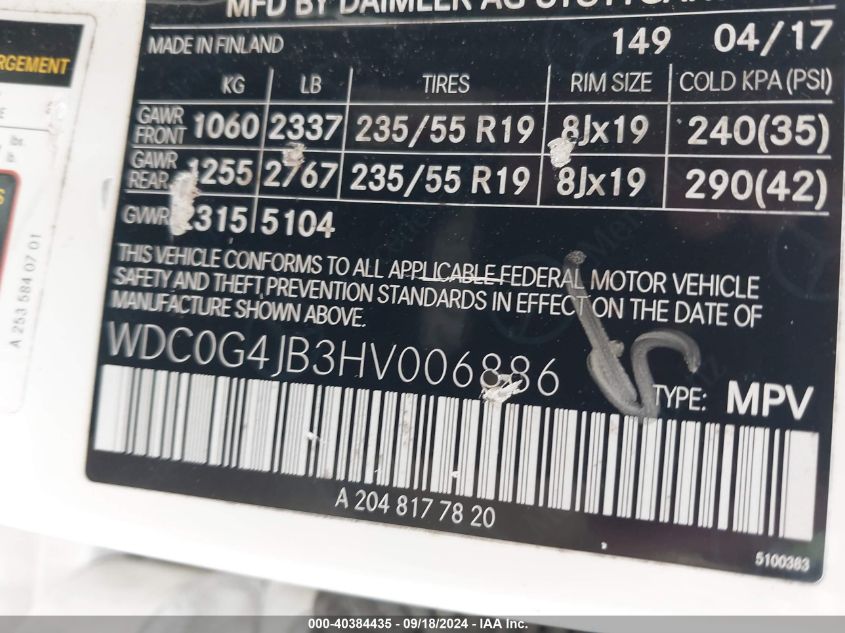 MFD BY DAIMLER AG
MADE IN FINLAND 149 04/17
RGEMENT
KG LB TIRES RIM SIZE COLD KPA (PSI)
GAWR FRONT 1060 2337 235/55 R19 8Jx19 240(35)
GAWR REAR 1255 2767 235/55 R19 8Jx19 290(42)
GVWR 2315 5104
THIS VEHICLE CONFORMS TO ALL APPLICABLE FEDERAL MOTOR VEHICLE
SAFETY AND THEFT PREVENTION STANDARDS IN EFFECT ON THE DATE OF
MANUFACTURE SHOWN ABOVE.
WDC0G4JB3HV006886
TYPE: MPV
A 253 584 07 01
A 204 817 78 20
5100383
000-40384435 - 09/18/2024 - IAA Inc.